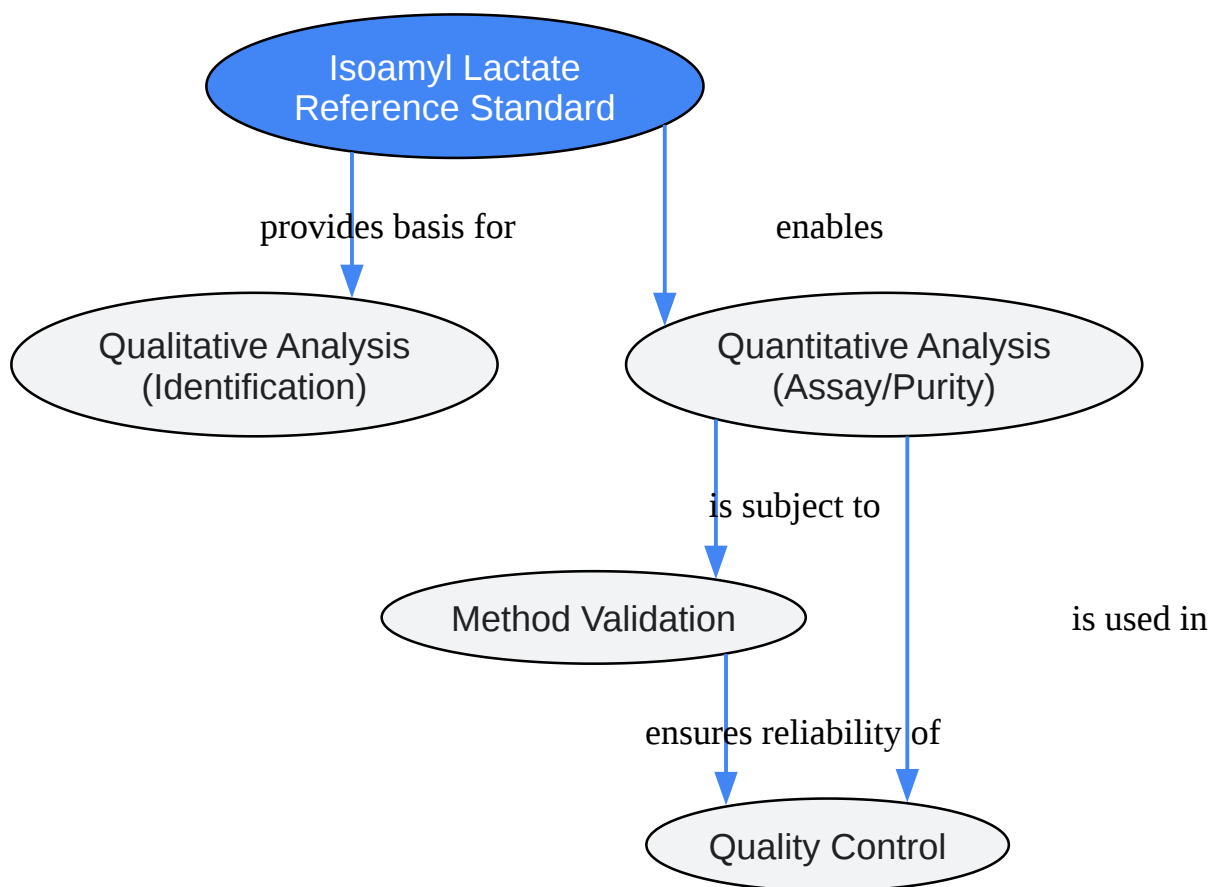 Isoamyl Lactate
Reference Standard
provides basis for
enables
Qualitative Analysis
(Identification)
Quantitative Analysis
(Assay/Purity)
is subject to
Method Validation
is used in
ensures reliability of
Quality Control